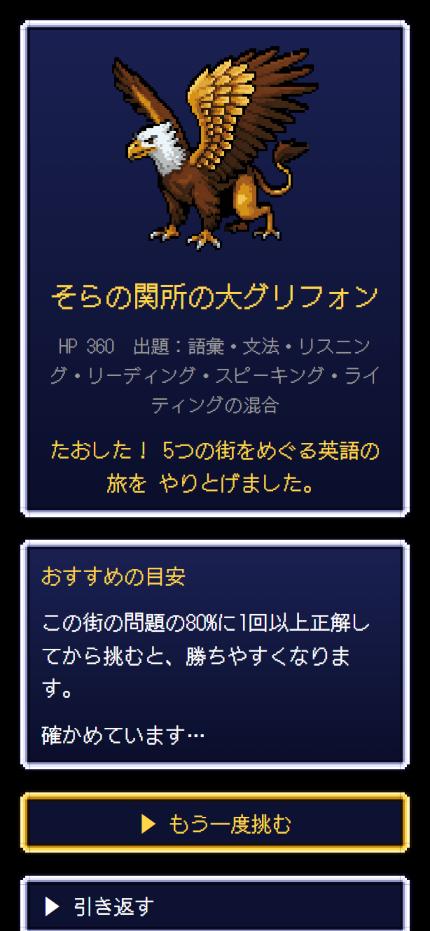 そらの関所の大グリフォン
HP 360　出題：語彙・文法・リスニン
グ・リーディング・スピーキング・ライ
ティングの混合
たおした！ 5つの街をめぐる英語の
旅を やりとげました。
おすすめの目安
この街の問題の80%に1回以上正解し
てから挑むと、勝ちやすくなりま
す。
確かめています…
▶ もう一度挑む
▶ 引き返す